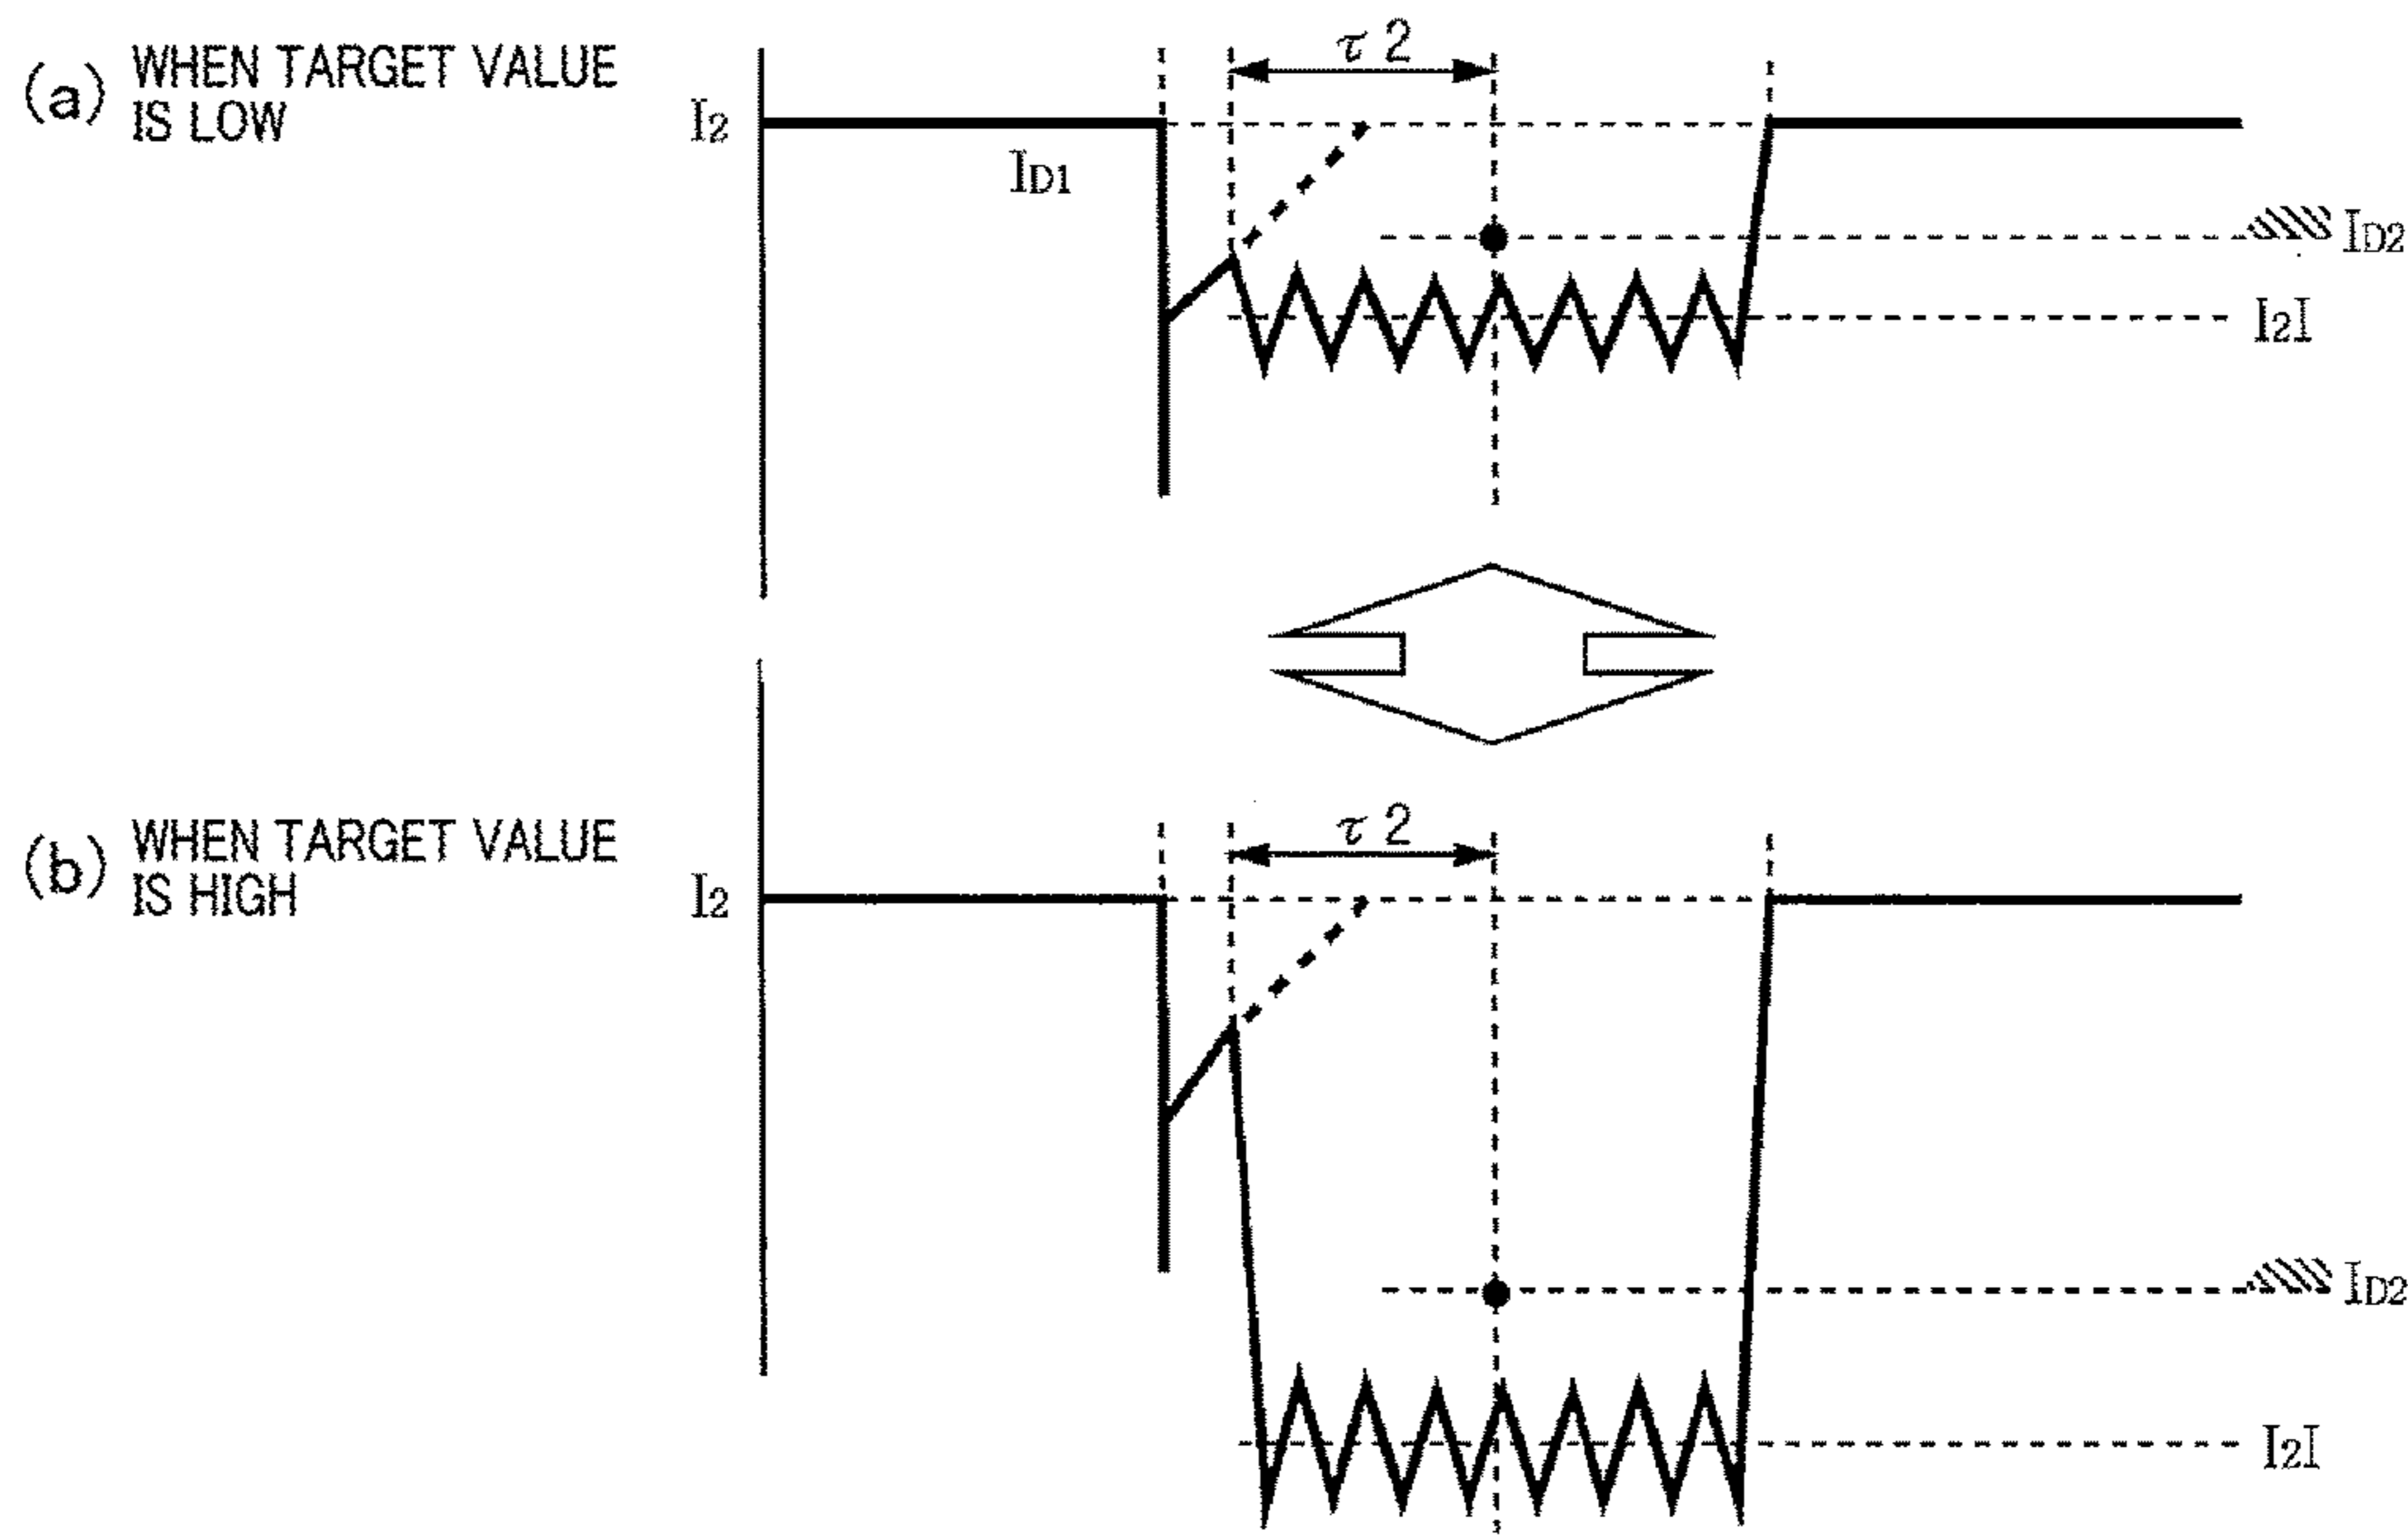 (a) WHEN TARGET VALUE
IS LOW
τ 2
I2
ID1
ID2
I2I
(b) WHEN TARGET VALUE
IS HIGH
τ 2
I2
ID2
I2I